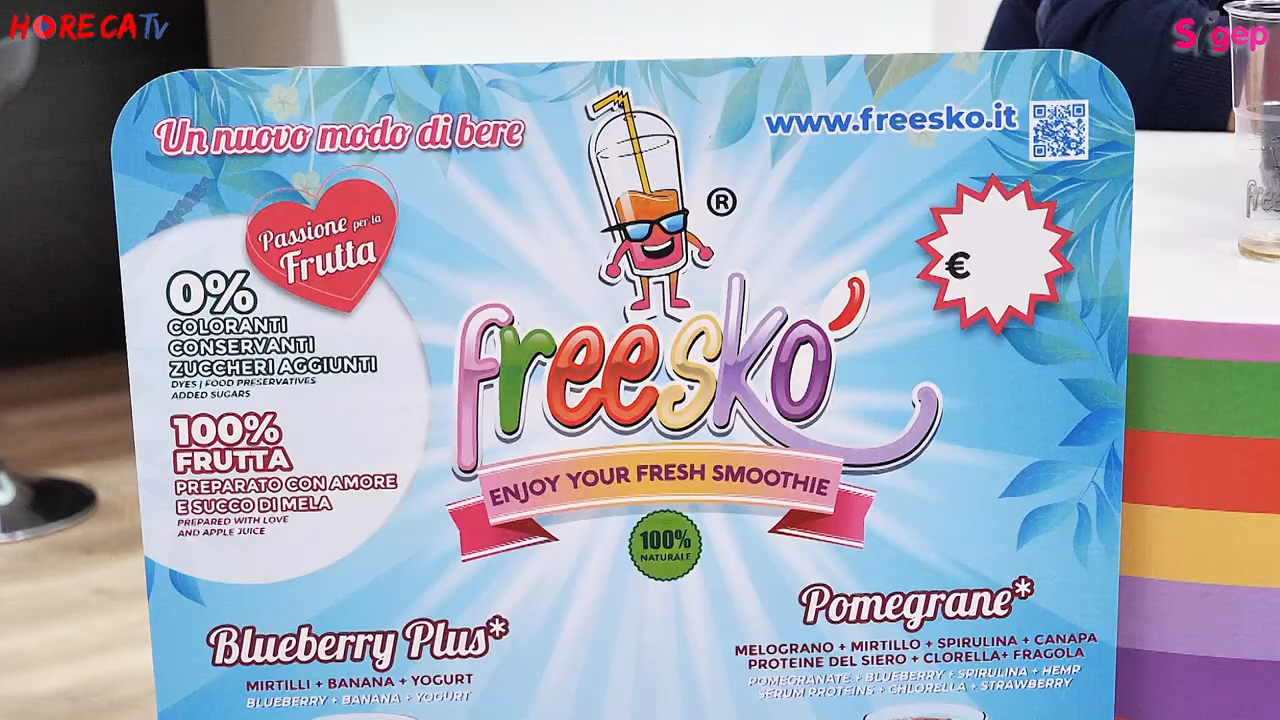 HORECATv
Sigep
Un nuovo modo di bere
www.freesko.it
®
Passione per la
Frutta
€
0%
COLORANTI
CONSERVANTI
ZUCCHERI AGGIUNTI
DYES | FOOD PRESERVATIVES
ADDED SUGARS
freesko'
100%
FRUTTA
PREPARATO CON AMORE
E SUCCO DI MELA
PREPARED WITH LOVE
AND APPLE JUICE
ENJOY YOUR FRESH SMOOTHIE
100%
NATURALE
Blueberry Plus*
MIRTILLI + BANANA + YOGURT
BLUEBERRY + BANANA + YOGURT
Pomegrane*
MELOGRANO + MIRTILLO + SPIRULINA + CANAPA
PROTEINE DEL SIERO + CLORELLA+ FRAGOLA
POMEGRANATE + BLUEBERRY + SPIRULINA + HEMP
SERUM PROTEINS + CHLORELLA + STRAWBERRY